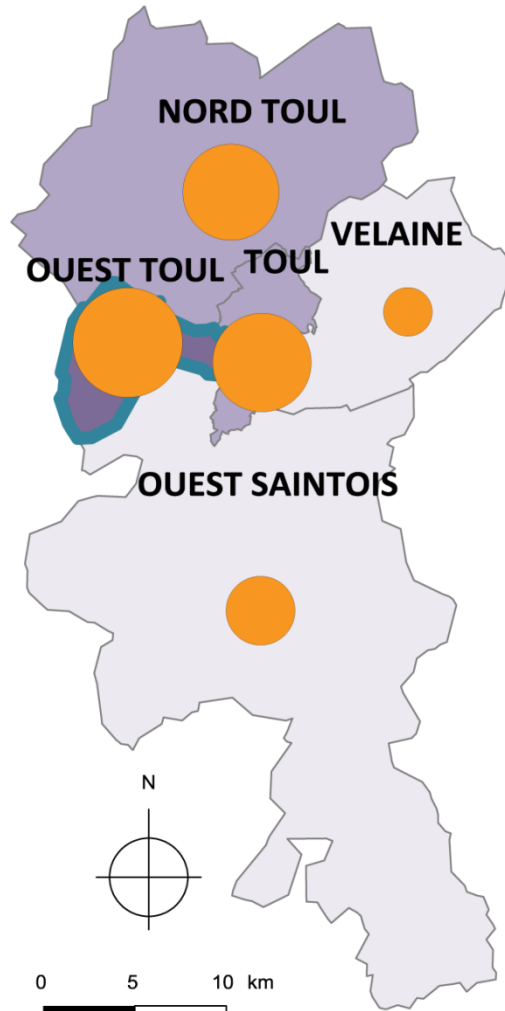 NORD TOUL
VELAINE
OUEST TOUL
TOUL
OUEST SAINTOIS
N
0 5 10 km